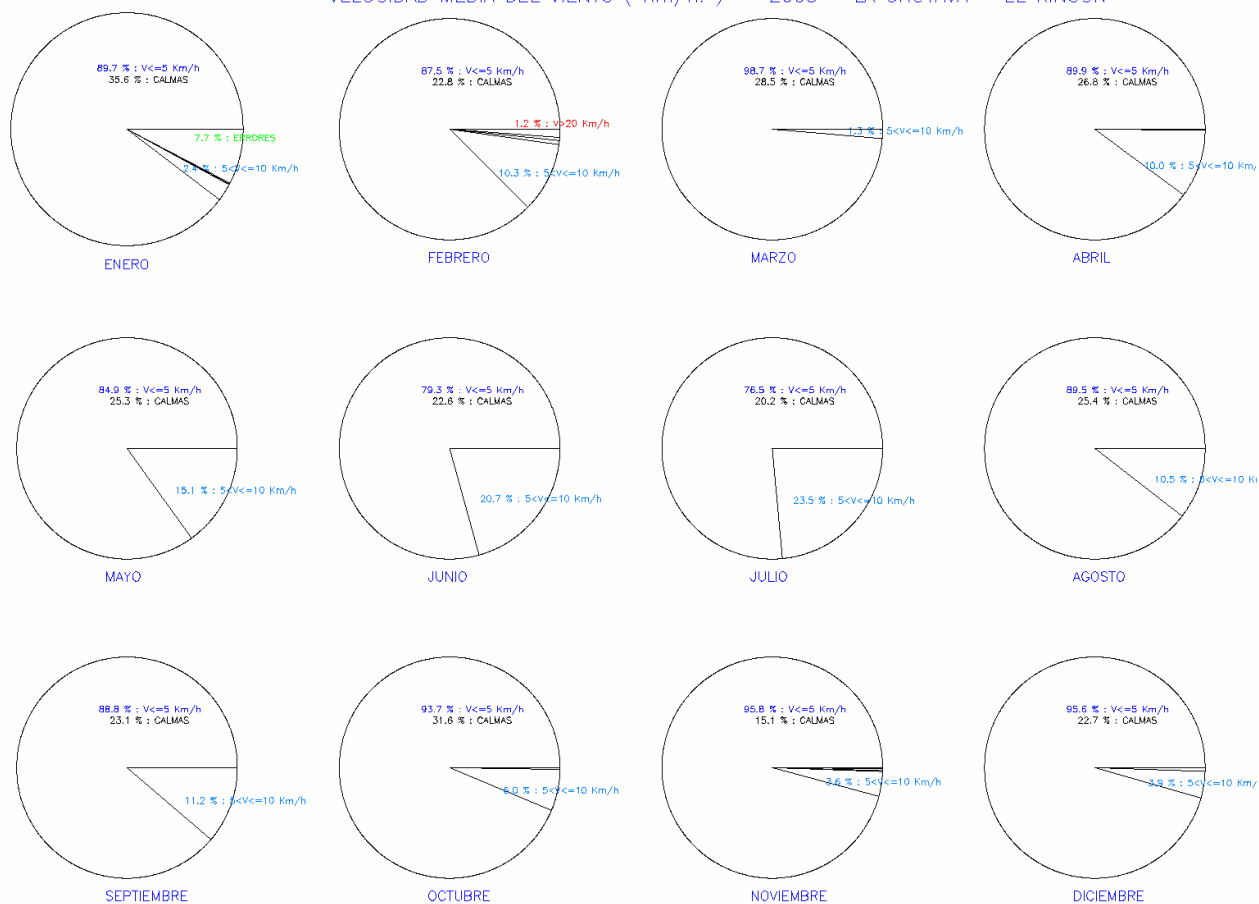 89.7 % : V<=5 Km/h
35.6 % : CALMAS
7.7 % : ERRORES
2.4 % : 5<V<=10 Km/h
ENERO
87.5 % : V<=5 Km/h
22.8 % : CALMAS
1.2 % : v>20 Km/h
10.3 % : 5<V<=10 Km/h
FEBRERO
98.7 % : V<=5 Km/h
28.5 % : CALMAS
1.3 % : 5<V<=10 Km/h
MARZO
89.9 % : V<=5 Km/h
26.8 % : CALMAS
10.0 % : 5<V<=10 Km/
ABRIL
84.9 % : V<=5 Km/h
25.3 % : CALMAS
15.1 % : 5<V<=10 Km/h
MAYO
79.3 % : V<=5 Km/h
22.6 % : CALMAS
20.7 % : 5<V<=10 Km/h
JUNIO
76.5 % : V<=5 Km/h
20.2 % : CALMAS
23.5 % : 5<V<=10 Km/h
JULIO
89.5 % : V<=5 Km/h
25.4 % : CALMAS
10.5 % : 5<V<=10 K
AGOSTO
88.8 % : V<=5 Km/h
23.1 % : CALMAS
11.2 % : 5<V<=10 Km/h
SEPTIEMBRE
93.7 % : V<=5 Km/h
31.6 % : CALMAS
6.0 % : 5<V<=10 Km/h
OCTUBRE
95.8 % : V<=5 Km/h
15.1 % : CALMAS
3.6 % : 5<V<=10 Km/h
NOVIEMBRE
95.6 % : V<=5 Km/h
22.7 % : CALMAS
3.9 % : 5<V<=10 Km/
DICIEMBRE